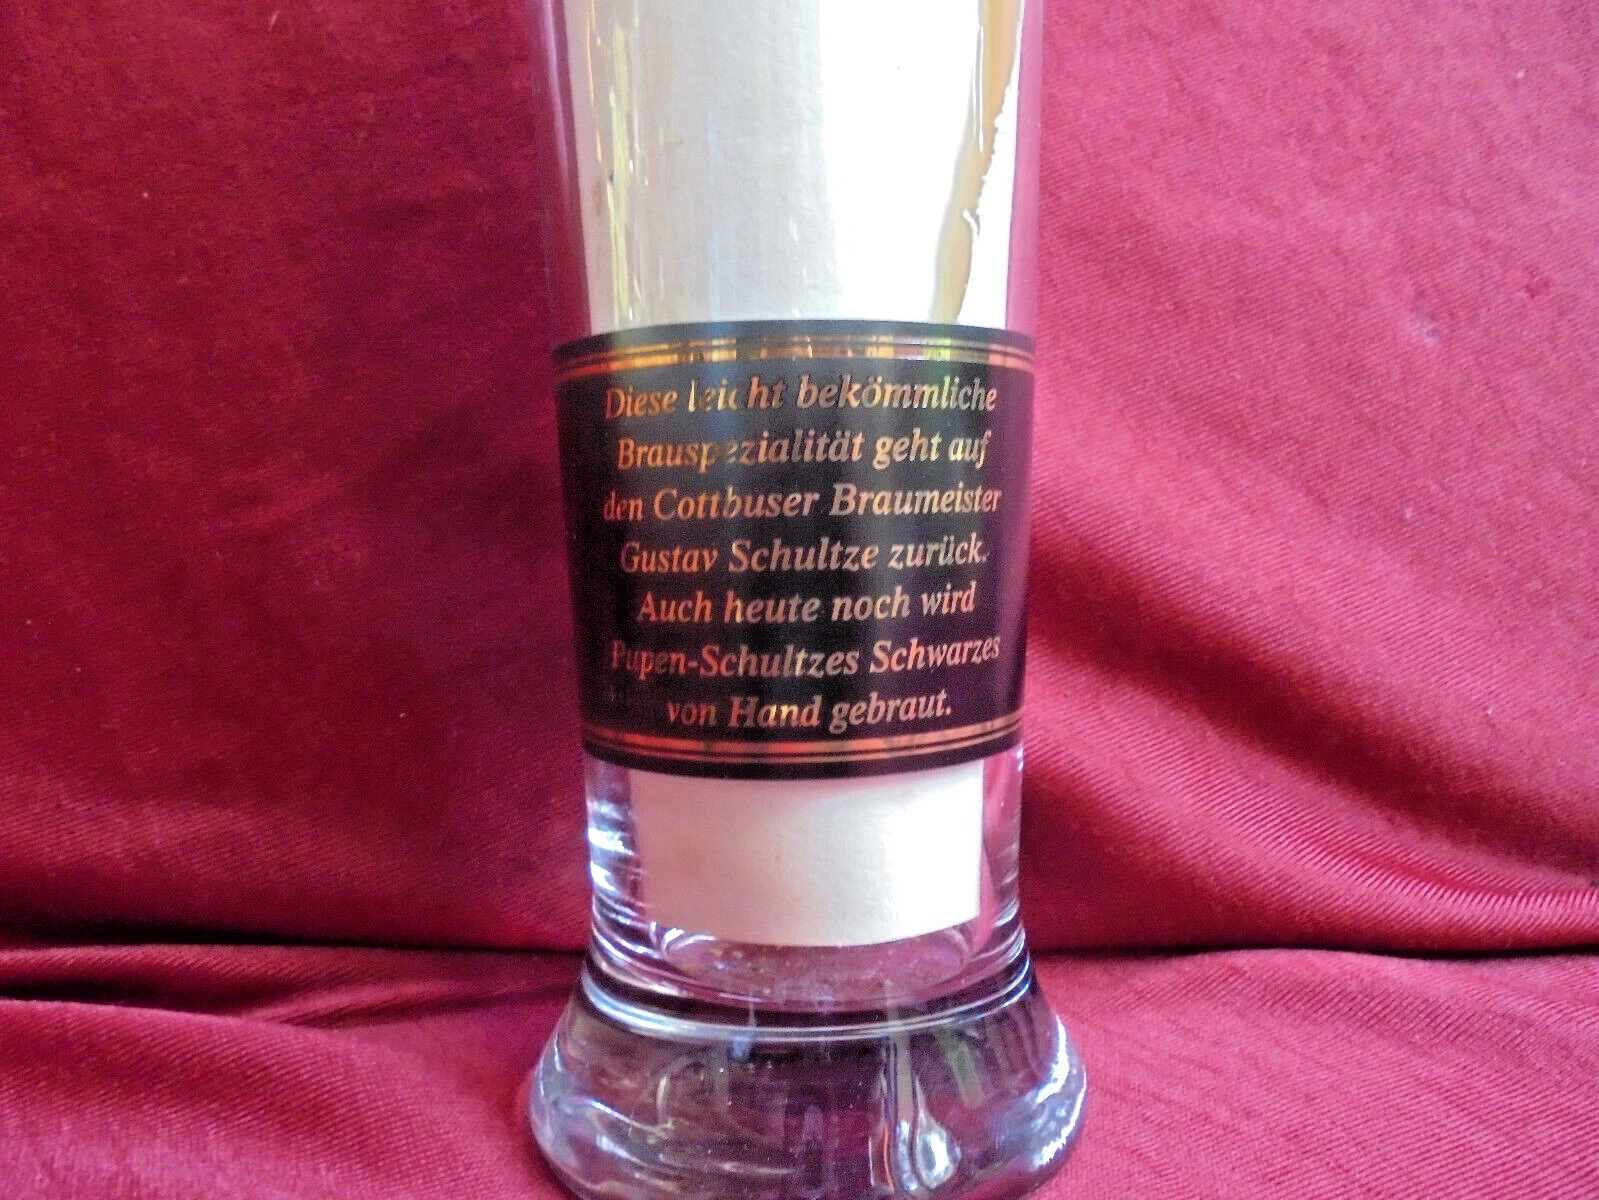 Diese leicht bekömmliche
Brauspezialität geht auf
den Cottbuser Braumeister
Gustav Schultze zurück.
Auch heute noch wird
Pupen-Schultzes Schwarzes
von Hand gebraut.